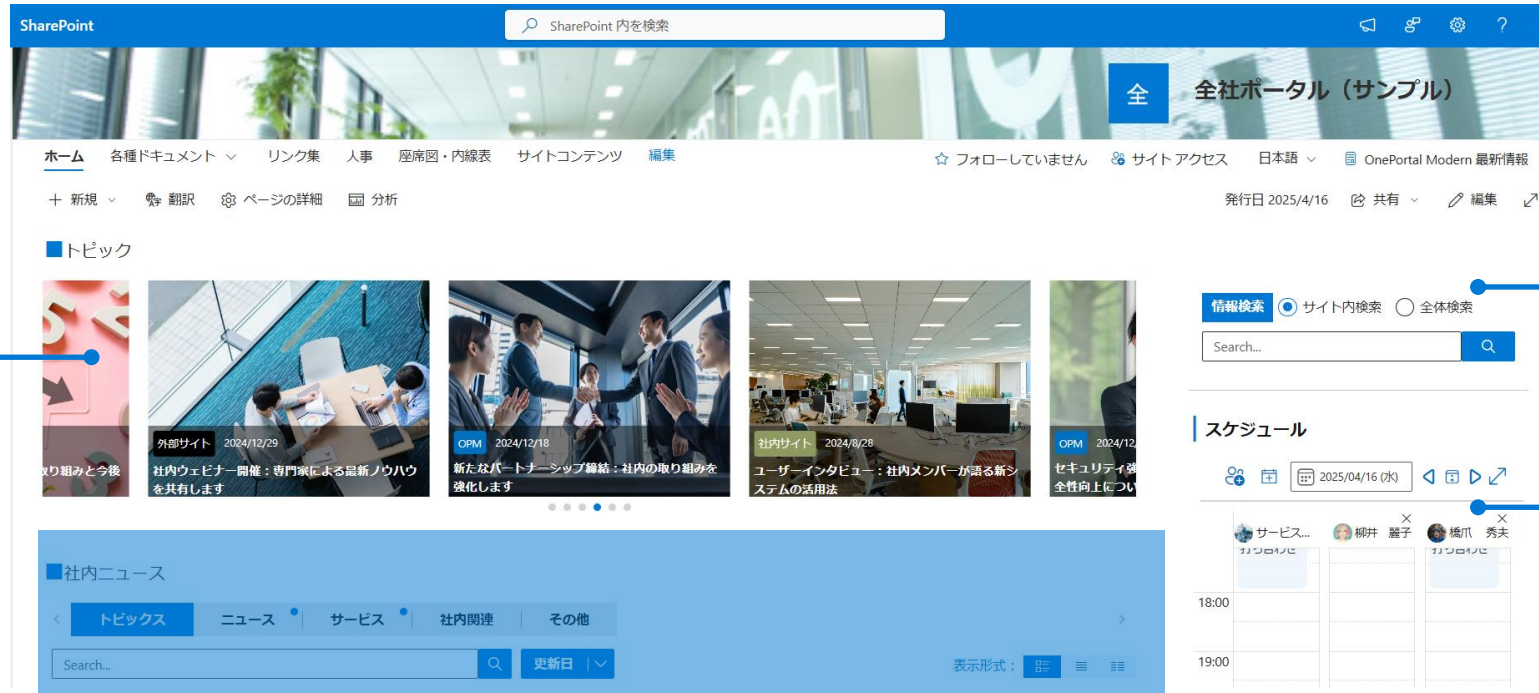 SharePoint
SharePoint 内を検索
全
全社ポータル（サンプル）
ホーム 各種ドキュメント リンク集 人事 座席図・内線表 サイトコンテンツ 編集
フォローしていません サイト アクセス 日本語 OnePortal Modern 最新情報
新規 翻訳 ページの詳細 分析
発行日 2025/4/16 共有 編集
トピック
取り組みと今後
外部サイト 2024/12/29
社内ウェビナー開催：専門家による最新ノウハウ
を共有します
OPM 2024/12/18
新たなパートナーシップ締結：社内の取り組みを
強化します
社内サイト 2024/8/28
ユーザーインタビュー：社内メンバーが語る新シ
ステムの活用法
OPM 2024/12
セキュリティ強
全性向上につい
情報検索 サイト内検索 全体検索
Search...
スケジュール
2025/04/16 (水)
サービス... 柳井 麗子 橋爪 秀夫
打ち合わせ 打ち合わせ
18:00
19:00
社内ニュース
トピックス ニュース サービス 社内関連 その他
Search... 更新日
表示形式：